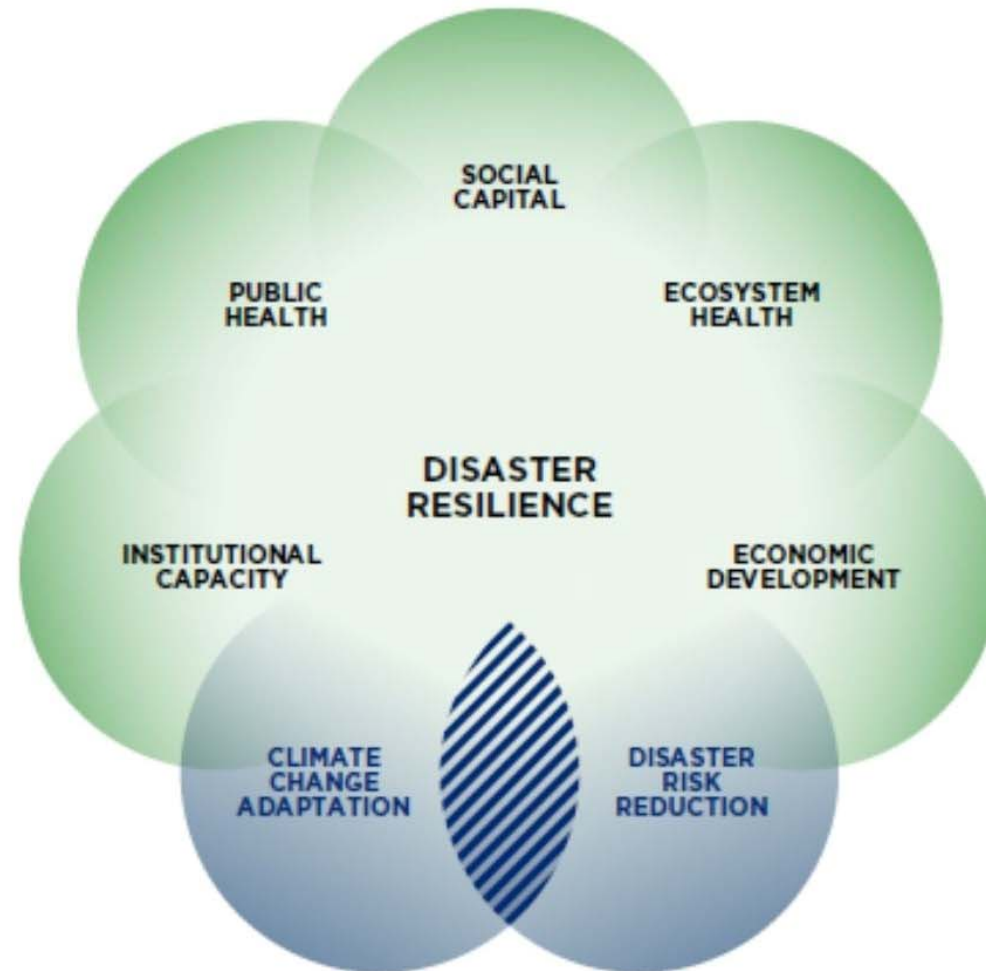 SOCIAL
CAPITAL
PUBLIC
HEALTH
ECOSYSTEM
HEALTH
DISASTER
RESILIENCE
INSTITUTIONAL
CAPACITY
ECONOMIC
DEVELOPMENT
CLIMATE
CHANGE
ADAPTATION
DISASTER
RISK
REDUCTION